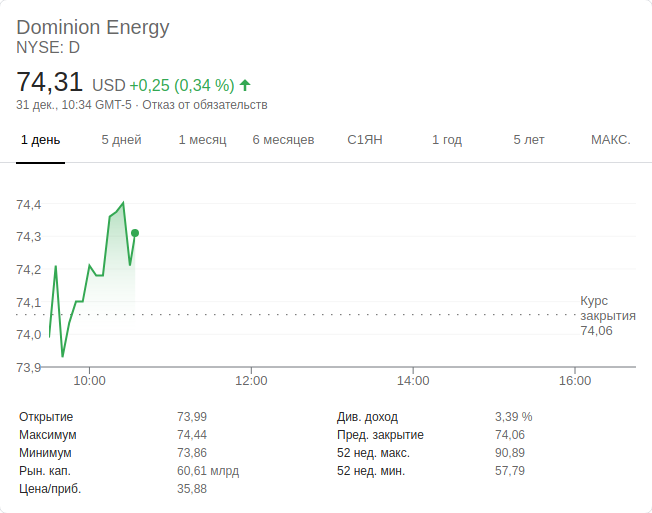 Dominion Energy
NYSE: D
74,31 USD +0,25 (0,34 %)
31 дек., 10:34 GMT-5 · Отказ от обязательств
1 день 5 дней 1 месяц 6 месяцев С1ЯН 1 год 5 лет МАКС.
74,4
74,3
74,2
74,1
74,0
73,9
Курс
закрытия
74,06
10:00 12:00 14:00 16:00
Открытие 73,99 Див. доход 3,39 %
Максимум 74,44 Пред. закрытие 74,06
Минимум 73,86 52 нед. макс. 90,89
Рын. кап. 60,61 млрд 52 нед. мин. 57,79
Цена/приб. 35,88